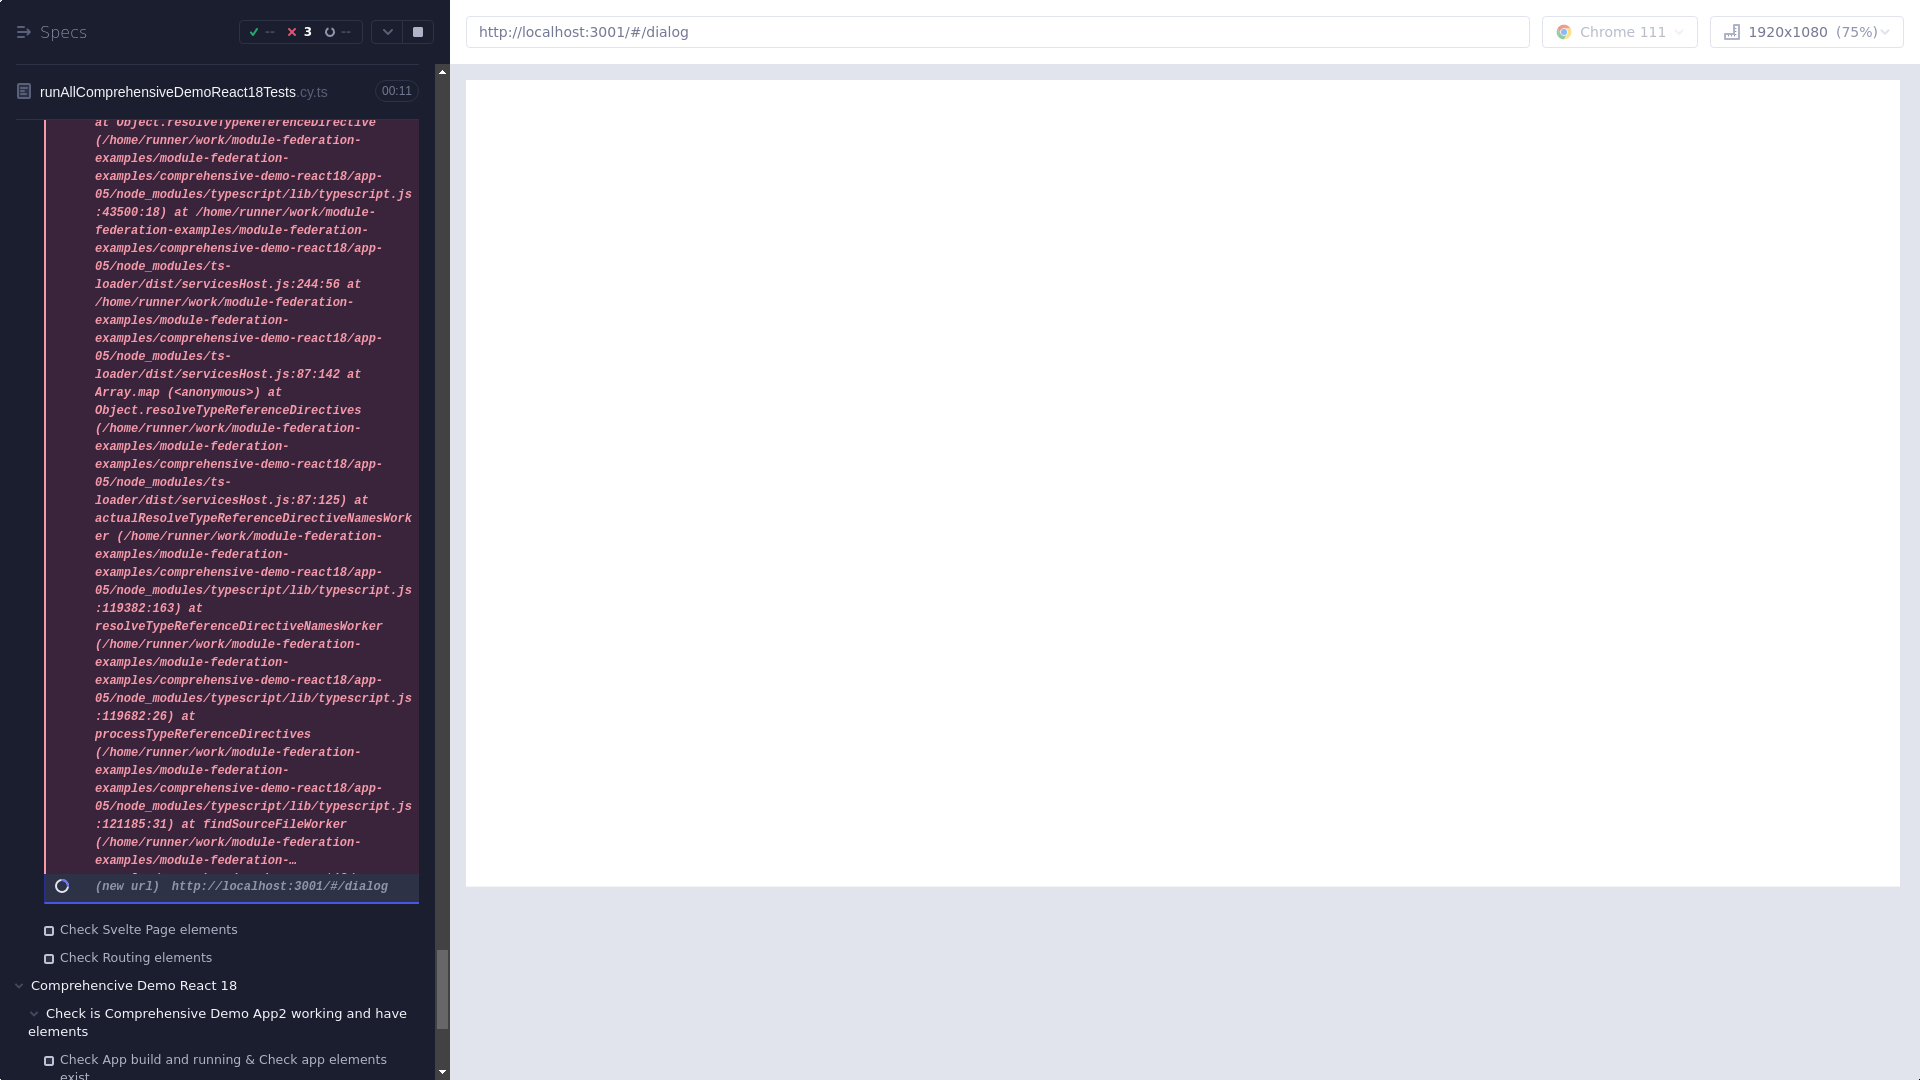 Specs
--
3
--
http://localhost:3001/#/dialog
Chrome 111
1920x1080 (75%)
runAllComprehensiveDemoReact18Tests.cy.ts
00:11
at Object.resolveTypeReferenceDirective
(/home/runner/work/module-federation-
examples/module-federation-
examples/comprehensive-demo-react18/app-
05/node_modules/typescript/lib/typescript.js
:43500:18) at /home/runner/work/module-
federation-examples/module-federation-
examples/comprehensive-demo-react18/app-
05/node_modules/ts-
loader/dist/servicesHost.js:244:56 at
/home/runner/work/module-federation-
examples/module-federation-
examples/comprehensive-demo-react18/app-
05/node_modules/ts-
loader/dist/servicesHost.js:87:142 at
Array.map (<anonymous>) at
Object.resolveTypeReferenceDirectives
(/home/runner/work/module-federation-
examples/module-federation-
examples/comprehensive-demo-react18/app-
05/node_modules/ts-
loader/dist/servicesHost.js:87:125) at
actualResolveTypeReferenceDirectiveNamesWork
er (/home/runner/work/module-federation-
examples/module-federation-
examples/comprehensive-demo-react18/app-
05/node_modules/typescript/lib/typescript.js
:119382:163) at
resolveTypeReferenceDirectiveNamesWorker
(/home/runner/work/module-federation-
examples/module-federation-
examples/comprehensive-demo-react18/app-
05/node_modules/typescript/lib/typescript.js
:119682:26) at
processTypeReferenceDirectives
(/home/runner/work/module-federation-
examples/module-federation-
examples/comprehensive-demo-react18/app-
05/node_modules/typescript/lib/typescript.js
:121185:31) at findSourceFileWorker
(/home/runner/work/module-federation-
examples/module-federation-…
(new url) http://localhost:3001/#/dialog
Check Svelte Page elements
Check Routing elements
Comprehencive Demo React 18
Check is Comprehensive Demo App2 working and have
elements
Check App build and running & Check app elements
exist